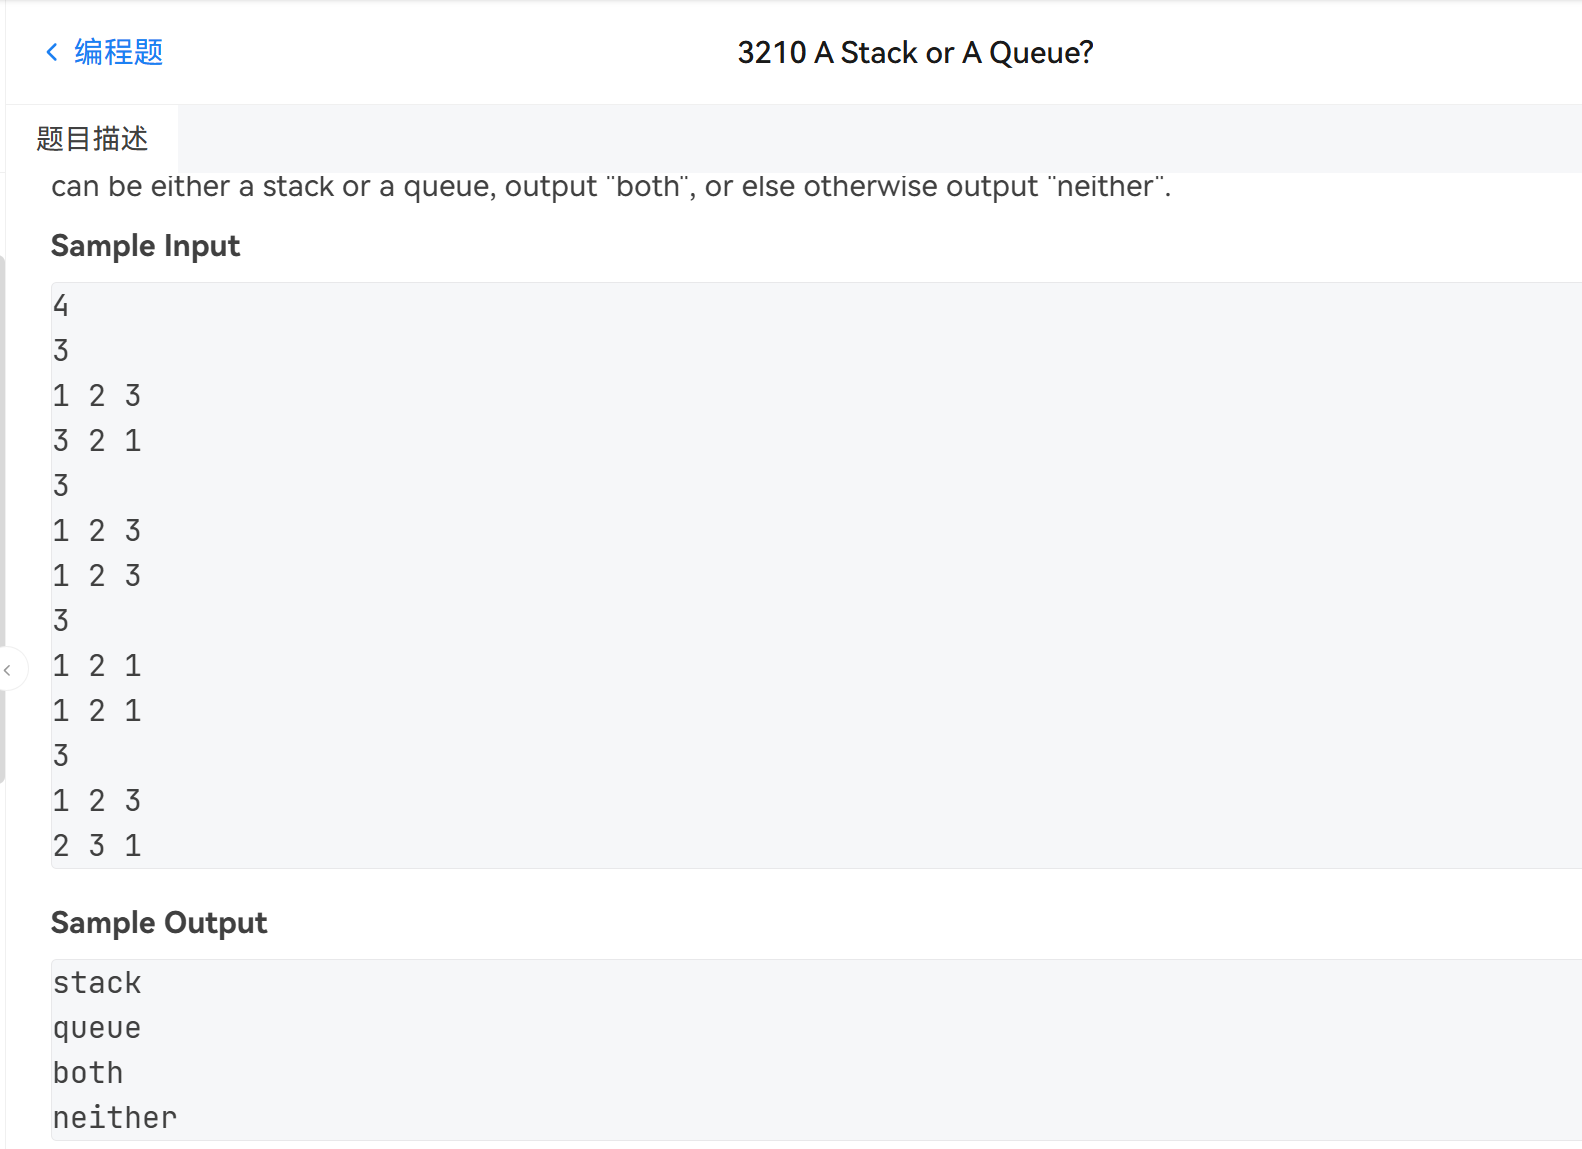 编程题
3210 A Stack or A Queue?
题目描述
can be either a stack or a queue, output "both", or else otherwise output "neither".
Sample Input
4
3
1 2 3
3 2 1
3
1 2 3
1 2 3
3
1 2 1
1 2 1
3
1 2 3
2 3 1
Sample Output
stack
queue
both
neither